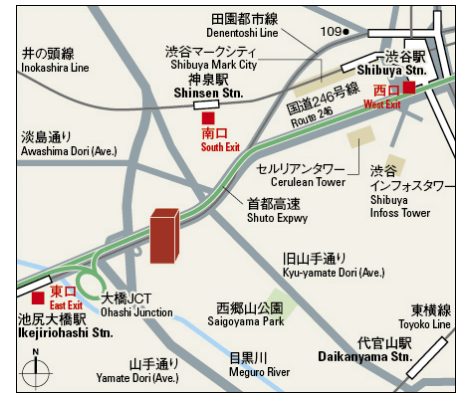 田園都市線
Denentoshi Line
109
井の頭線
Inokashira Line
渋谷マークシティ
Shibuya Mark City
渋谷駅
Shibuya Stn.
神泉駅
Shinsen Stn.
西口
West Exit
国道246号線
Route 246
南口
South Exit
淡島通り
Awashima Dori (Ave.)
セルリアンタワー
Cerulean Tower
渋谷
インフォスタワー
Shibuya
Infoss Tower
首都高速
Shuto Expwy
旧山手通り
Kyu-yamate Dori (Ave.)
東口
East Exit
大橋JCT
Ohashi Junction
池尻大橋駅
Ikejiriohashi Stn.
西郷山公園
Saigoyama Park
東横線
Toyoko Line
代官山駅
Daikanyama Stn.
N
山手通り
Yamate Dori (Ave.)
目黒川
Meguro River